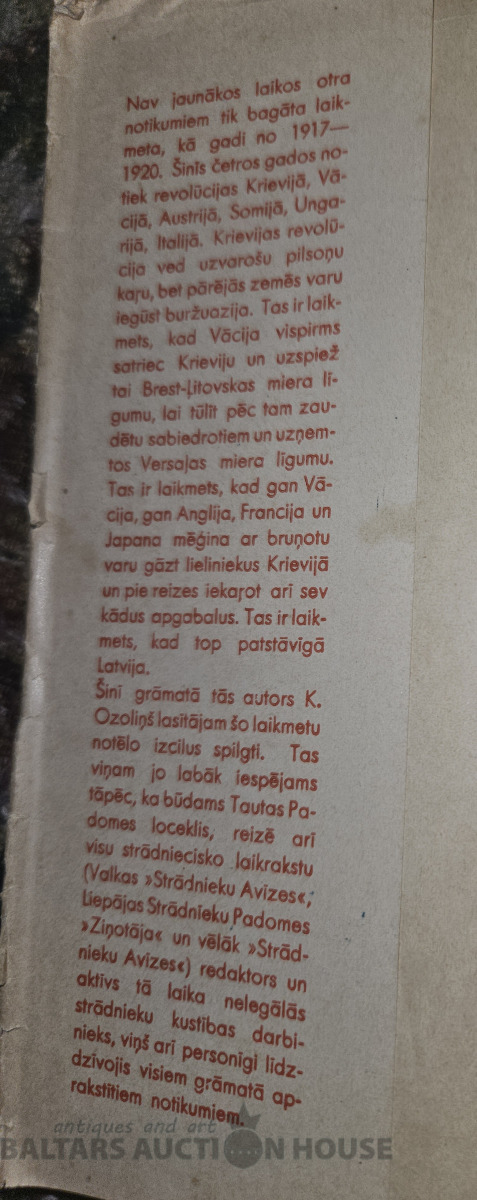 Nav jaunākos laikos otra
notikumiem tik bagāta laik-
meta, kā gadi no 1917—
1920. Šinīs četros gados no-
tiek revolūcijas Krievijā, Vā-
cijā, Austrijā, Somijā, Unga-
rijā, Italijā. Krievijas revolū-
cija ved uzvarošu pilsoņu
kaŗu, bet pārējās zemēs varu
iegūst buržuazija. Tas ir laik-
mets, kad Vācija vispirms
satriec Krieviju un uzspiež
tai Brest-Ļitovskas miera lī-
gumu, lai tūlīt pēc tam zau-
dētu sabiedrotiem un uzņem-
tos Versaļas miera līgumu.
Tas ir laikmets, kad gan Vā-
cija, gan Anglija, Francija un
Japana mēģina ar bruņotu
varu gāzt lieliniekus Krievijā
un pie reizes iekaŗot arī sev
kādus apgabalus. Tas ir laik-
mets, kad top patstāvīgā
Latvija.
Šinī grāmatā tās autors K.
Ozoliņš lasītājam šo laikmetu
notēlo izcilus spilgti. Tas
viņam jo labāk iespējams
tāpēc, ka būdams Tautas Pa-
domes loceklis, reizē arī
visu strādniecisko laikrakstu
(Valkas »Strādnieku Avizes«,
Liepājas Strādnieku Padomes
»Ziņotāja« un vēlāk »Strād-
nieku Avizes«) redaktors un
aktīvs tā laika nelegālās
strādnieku kustības darbi-
nieks, viņš arī personīgi līdz-
dzīvojis visiem grāmatā ap-
rakstītiem notikumiem.
antiques and art
BALTARS AUCTION HOUSE